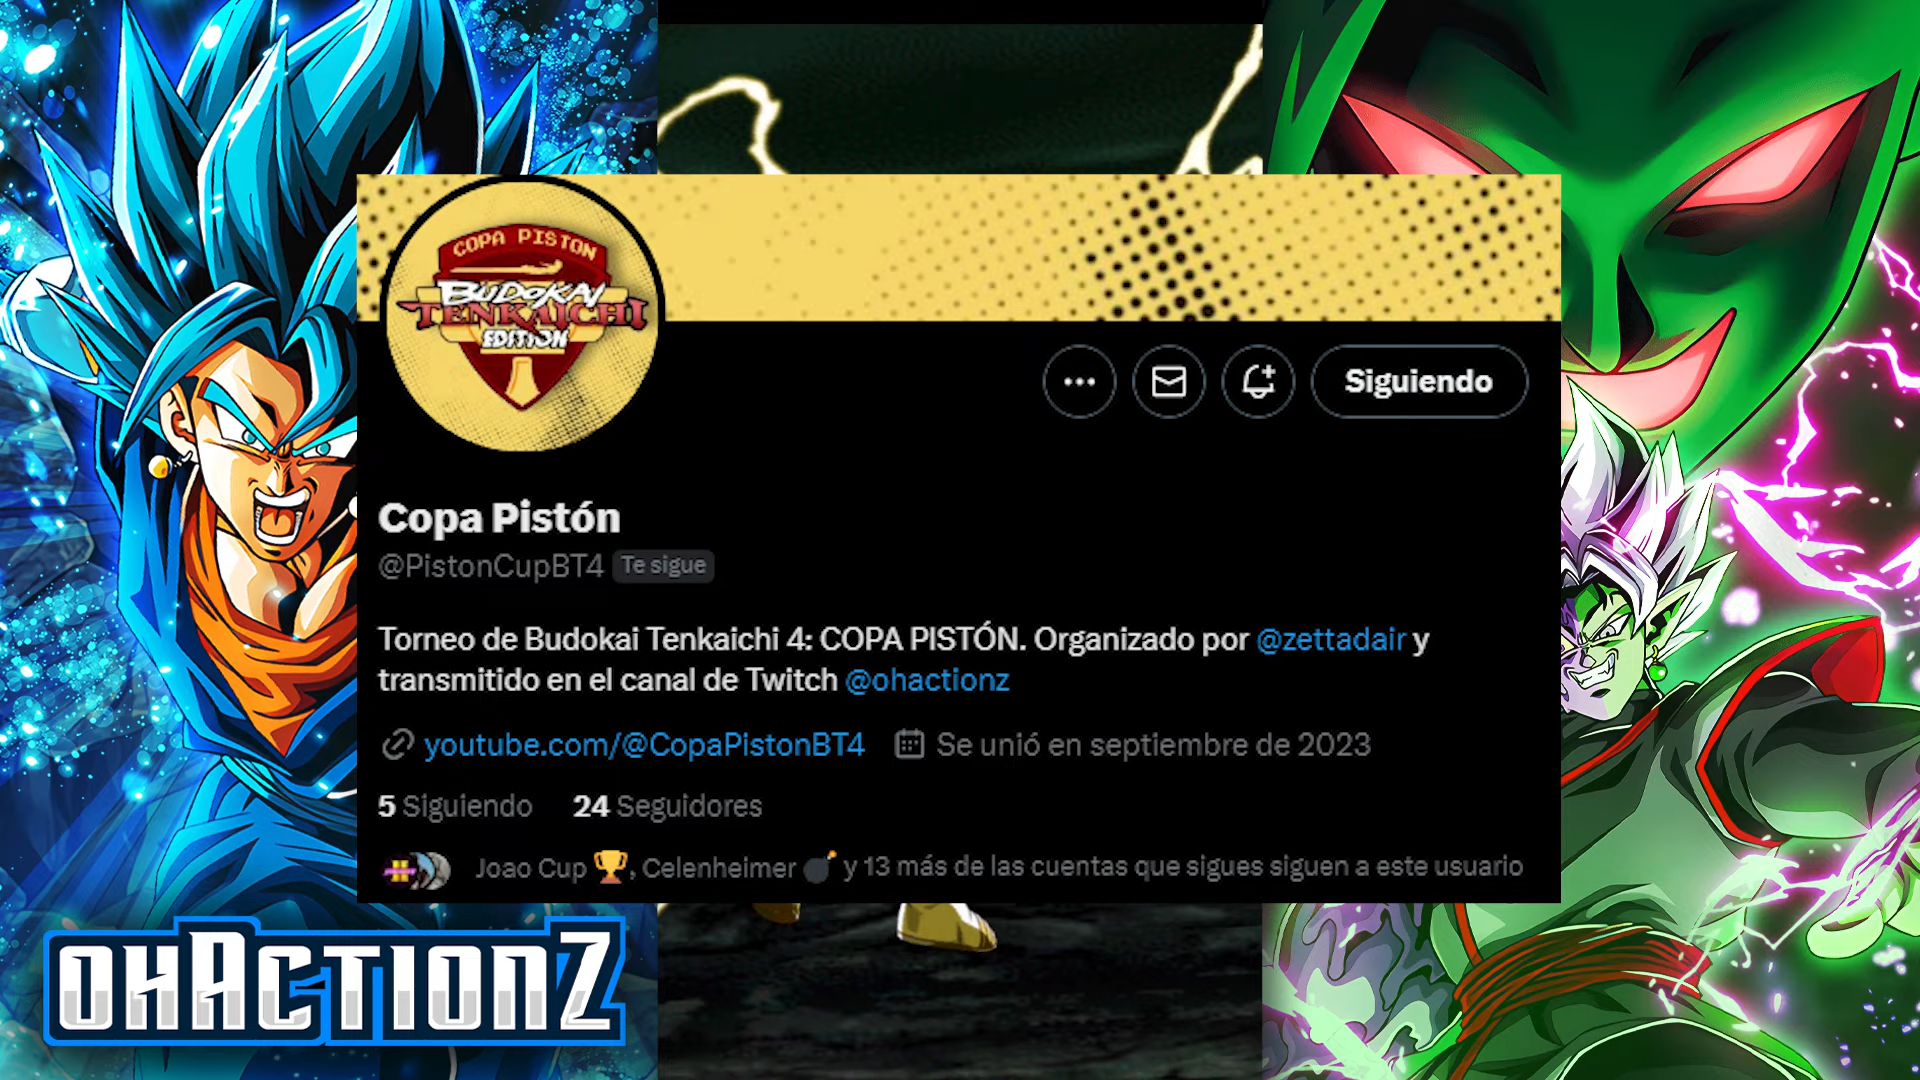 COPA PISTON
BUDOKAI
TENKAICHI
EDITION
Siguiendo
Copa Pistón
@PistonCupBT4 Te sigue
Torneo de Budokai Tenkaichi 4: COPA PISTÓN. Organizado por @zettadair y
transmitido en el canal de Twitch @ohactionz
youtube.com/@CopaPistonBT4 Se unió en septiembre de 2023
5 Siguiendo 24 Seguidores
Joao Cup 🏆, Celenheimer 💣 y 13 más de las cuentas que sigues siguen a este usuario
OHACTIONZ